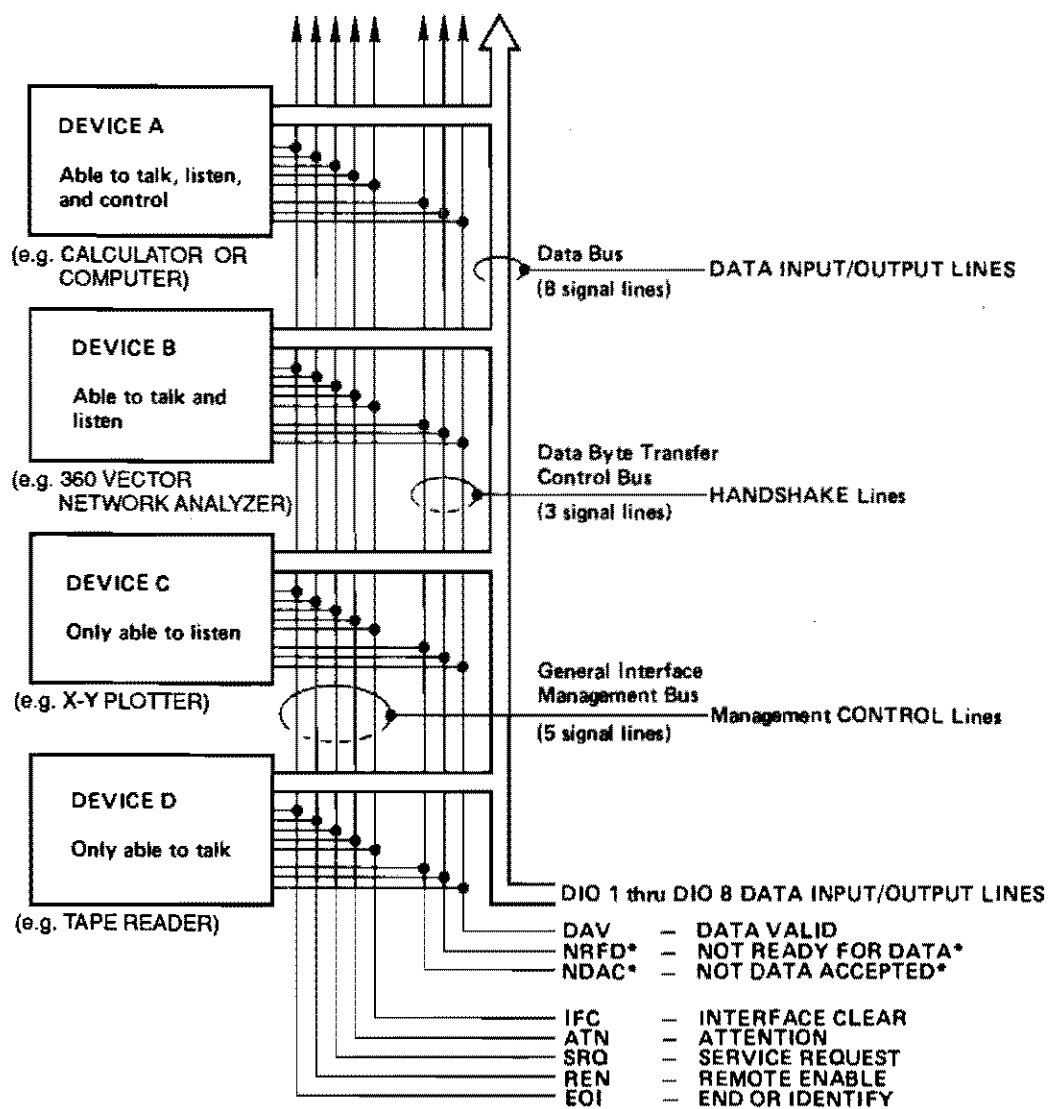 DEVICE A
Able to talk, listen,
and control
(e.g. CALCULATOR OR
COMPUTER)
Data Bus
(8 signal lines)
DATA INPUT/OUTPUT LINES
DEVICE B
Able to talk and
listen
(e.g. 360 VECTOR
NETWORK ANALYZER)
Data Byte Transfer
Control Bus
(3 signal lines)
HANDSHAKE Lines
DEVICE C
Only able to listen
(e.g. X-Y PLOTTER)
General Interface
Management Bus
(5 signal lines)
Management CONTROL Lines
DEVICE D
Only able to talk
(e.g. TAPE READER)
DIO 1 thru DIO 8 DATA INPUT/OUTPUT LINES
DAV – DATA VALID
NRFD* – NOT READY FOR DATA*
NDAC* – NOT DATA ACCEPTED*
IFC – INTERFACE CLEAR
ATN – ATTENTION
SRQ – SERVICE REQUEST
REN – REMOTE ENABLE
EOI – END OR IDENTIFY